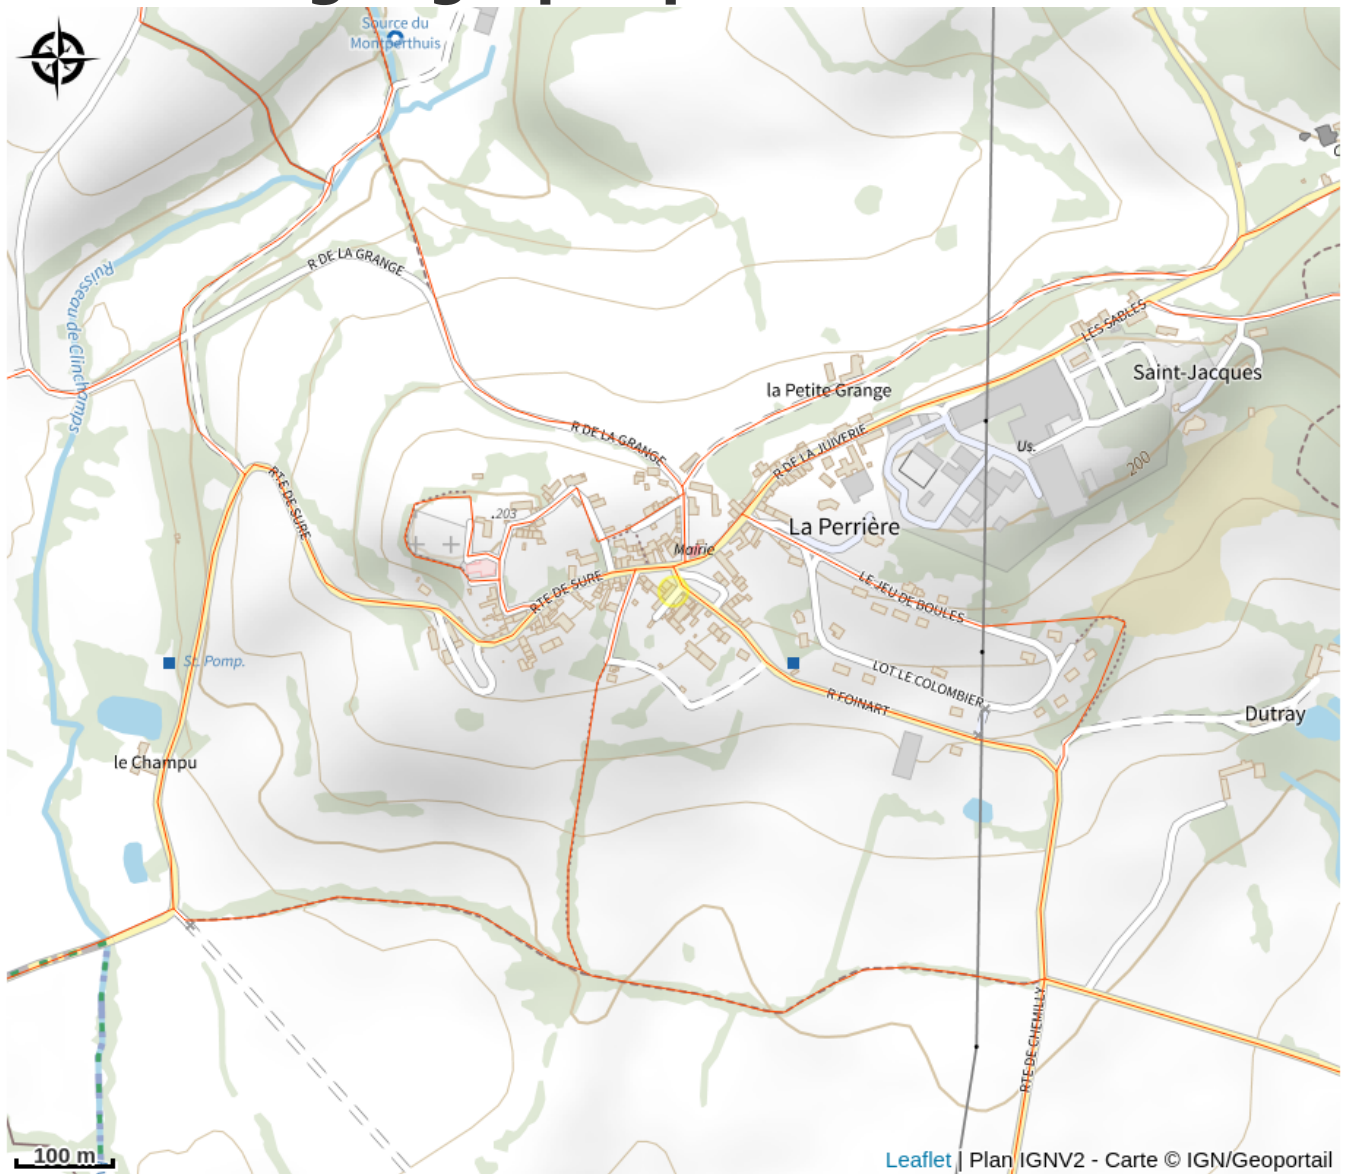 Source du
Montperthuis
R DE LA GRANGE
Ruisseau de Clinchamps
LES SABLES
Saint-Jacques
la Petite Grange
R DE LA GRANGE
R DE LA JUIVERIE
Us.
200
RTE DE SURE
.203
La Perrière
Mairie
RTE DE SURE
LE JEU DE BOULES
St. Pomp.
LOT LE COLOMBIER
R FOINART
Dutray
le Champu
RTE DE CHEMILLY
100 m
Leaflet | Plan IGNV2 - Carte © IGN/Geoportail